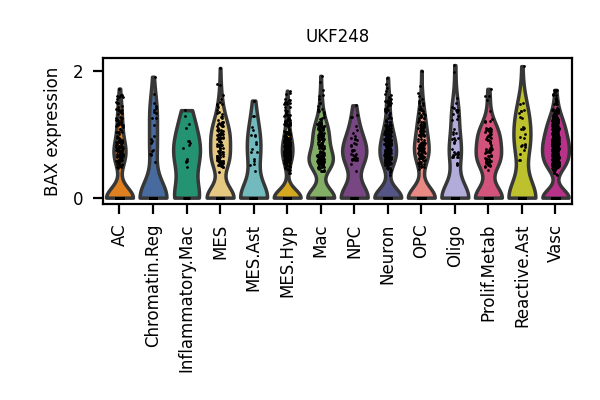 UKF248
BAX expression
2
0
AC
Chromatin.Reg
Inflammatory.Mac
MES
MES.Ast
MES.Hyp
Mac
NPC
Neuron
OPC
Oligo
Prolif.Metab
Reactive.Ast
Vasc